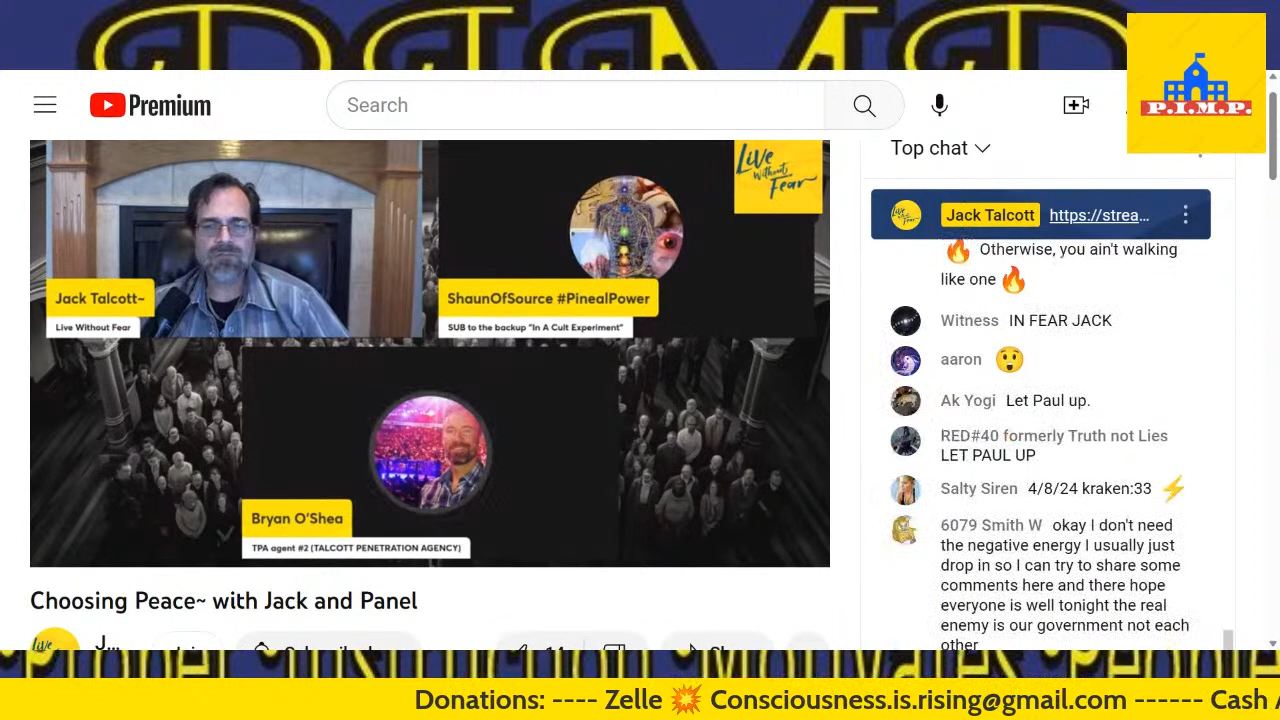 P.I.M.P.
P.I.M.P.
Premium
Search
Live
Without
Fear
Jack Talcott~
Live Without Fear
ShaunOfSource #PinealPower
SUB to the backup "In A Cult Experiment"
Bryan O'Shea
TPA agent #2 (TALCOTT PENETRATION AGENCY)
Choosing Peace~ with Jack and Panel
J...
Top chat
Jack Talcott https://strea...
🔥 Otherwise, you ain't walking
like one 🔥
Witness IN FEAR JACK
aaron 😲
Ak Yogi Let Paul up.
RED#40 formerly Truth not Lies
LET PAUL UP
Salty Siren 4/8/24 kraken:33 ⚡
6079 Smith W okay I don't need
the negative energy I usually just
drop in so I can try to share some
comments here and there hope
everyone is well tonight the real
enemy is our government not each
other
Proper Instruction Motivates People
Donations: ---- Zelle 💥 Consciousness.is.rising@gmail.com ------ Cash